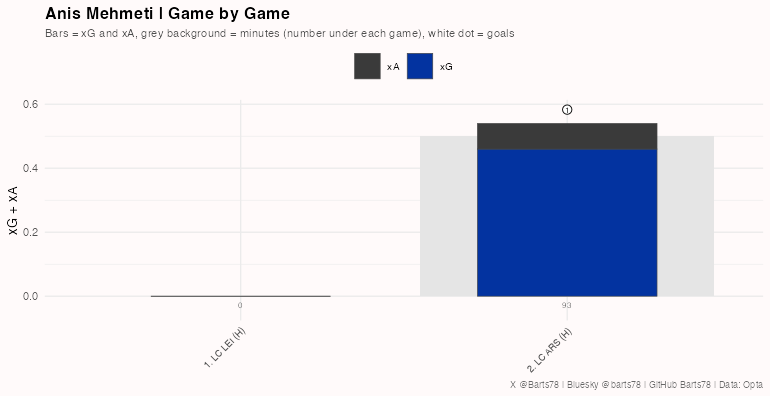 Anis Mehmeti | Game by Game
Bars = xG and xA, grey background = minutes (number under each game), white dot = goals
xA xG
0.6
0.4
0.2
0.0
xG + xA
1
0
93
1. LC LEI (H)
2. LC ARS (H)
X @Barts78 | Bluesky @barts78 | GitHub Barts78 | Data: Opta